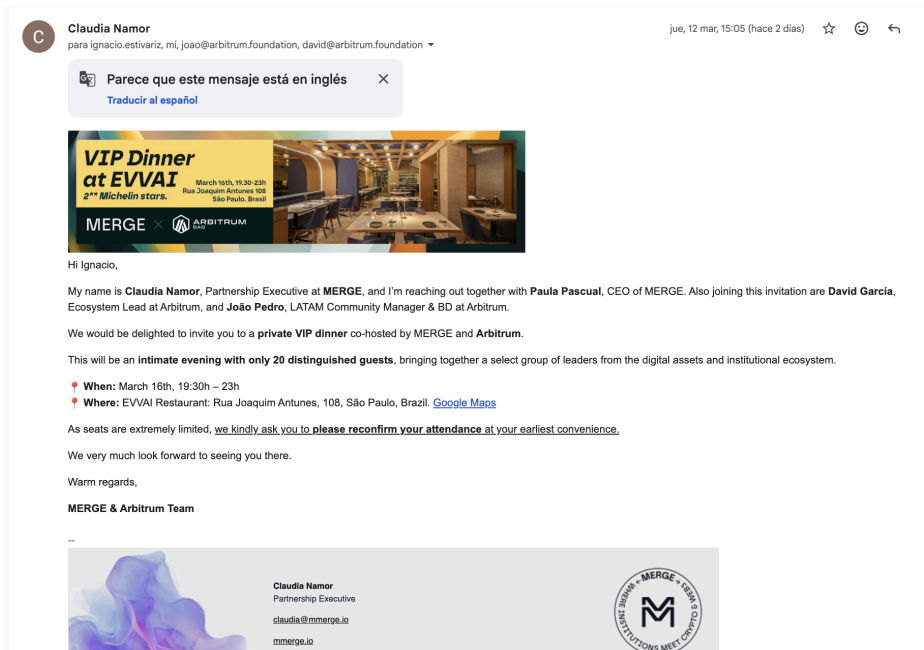 C
Claudia Namor
jue, 12 mar, 15:05 (hace 2 días)
para ignacio.estivariz, mí, joao@arbitrum.foundation, david@arbitrum.foundation
Parece que este mensaje está en inglés
Traducir al español
VIP Dinner
at EVVAI
2** Michelin stars.
March 16th, 19.30-23h
Rua Joaquim Antunes 108
São Paulo. Brasil
MERGE × ARBITRUM
DAO
Hi Ignacio,
My name is Claudia Namor, Partnership Executive at MERGE, and I'm reaching out together with Paula Pascual, CEO of MERGE. Also joining this invitation are David García,
Ecosystem Lead at Arbitrum, and João Pedro, LATAM Community Manager & BD at Arbitrum.
We would be delighted to invite you to a private VIP dinner co-hosted by MERGE and Arbitrum.
This will be an intimate evening with only 20 distinguished guests, bringing together a select group of leaders from the digital assets and institutional ecosystem.
📍 When: March 16th, 19:30h – 23h
📍 Where: EVVAI Restaurant: Rua Joaquim Antunes, 108, São Paulo, Brazil. Google Maps
As seats are extremely limited, we kindly ask you to please reconfirm your attendance at your earliest convenience.
We very much look forward to seeing you there.
Warm regards,
MERGE & Arbitrum Team
--
Claudia Namor
Partnership Executive
claudia@mmerge.io
mmerge.io
MERGE • WHERE INSTITUTIONS MEET CRYPTO & WEB3
M